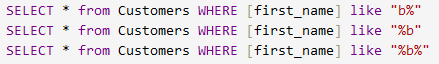 SELECT * from Customers WHERE [first_name] like "b%"
SELECT * from Customers WHERE [first_name] like "%b"
SELECT * from Customers WHERE [first_name] like "%b%"